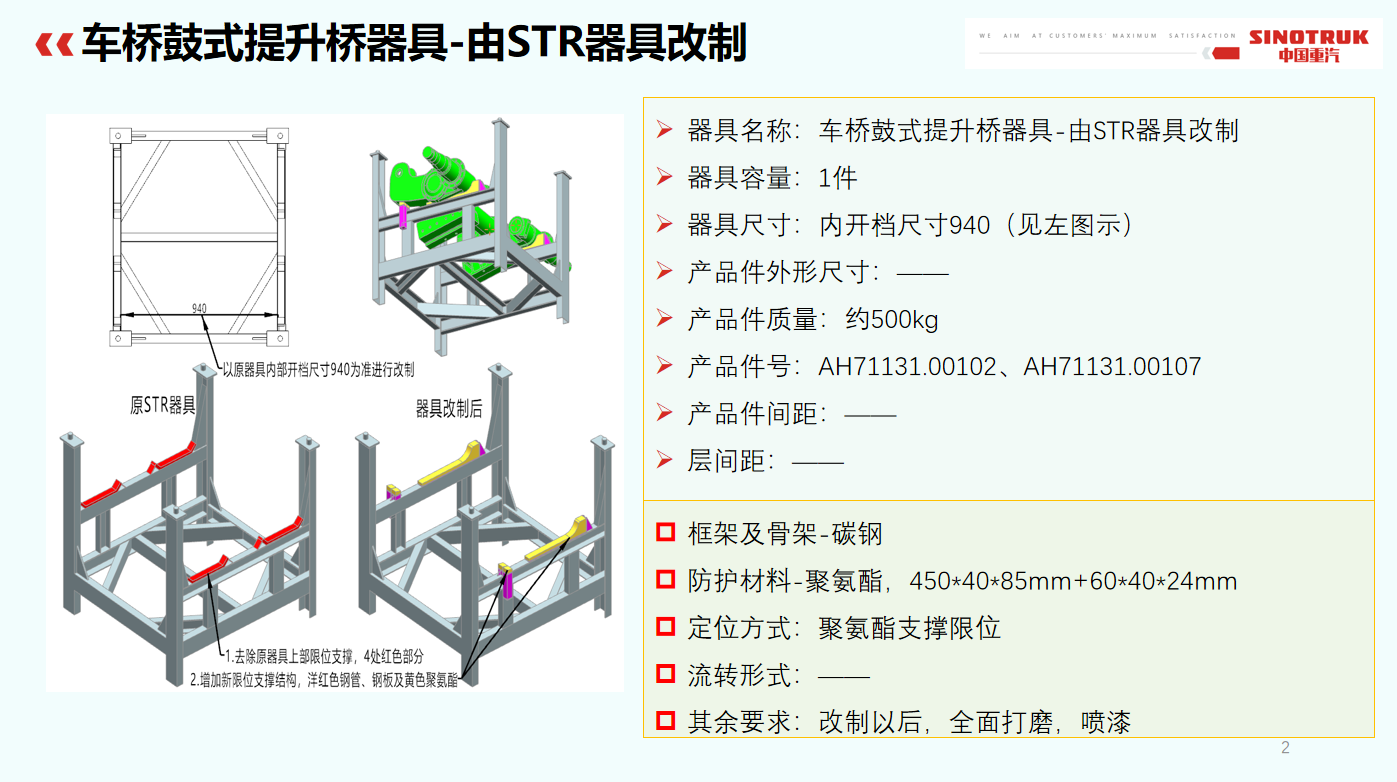 车桥鼓式提升桥器具-由STR器具改制
WE AIM AT CUSTOMERS' MAXIMUM SATISFACTION
SINOTRUK
中国重汽
940
以原器具内部开档尺寸940为准进行改制
原STR器具
器具改制后
1.去除原器具上部限位支撑，4处红色部分
2.增加新限位支撑结构，洋红色钢管、钢板及黄色聚氨酯
器具名称：车桥鼓式提升桥器具-由STR器具改制
器具容量：1件
器具尺寸：内开档尺寸940（见左图示）
产品件外形尺寸：——
产品件质量：约500kg
产品件号：AH71131.00102、AH71131.00107
产品件间距：——
层间距：——
框架及骨架-碳钢
防护材料-聚氨酯，450*40*85mm+60*40*24mm
定位方式：聚氨酯支撑限位
流转形式：——
其余要求：改制以后，全面打磨，喷漆
2